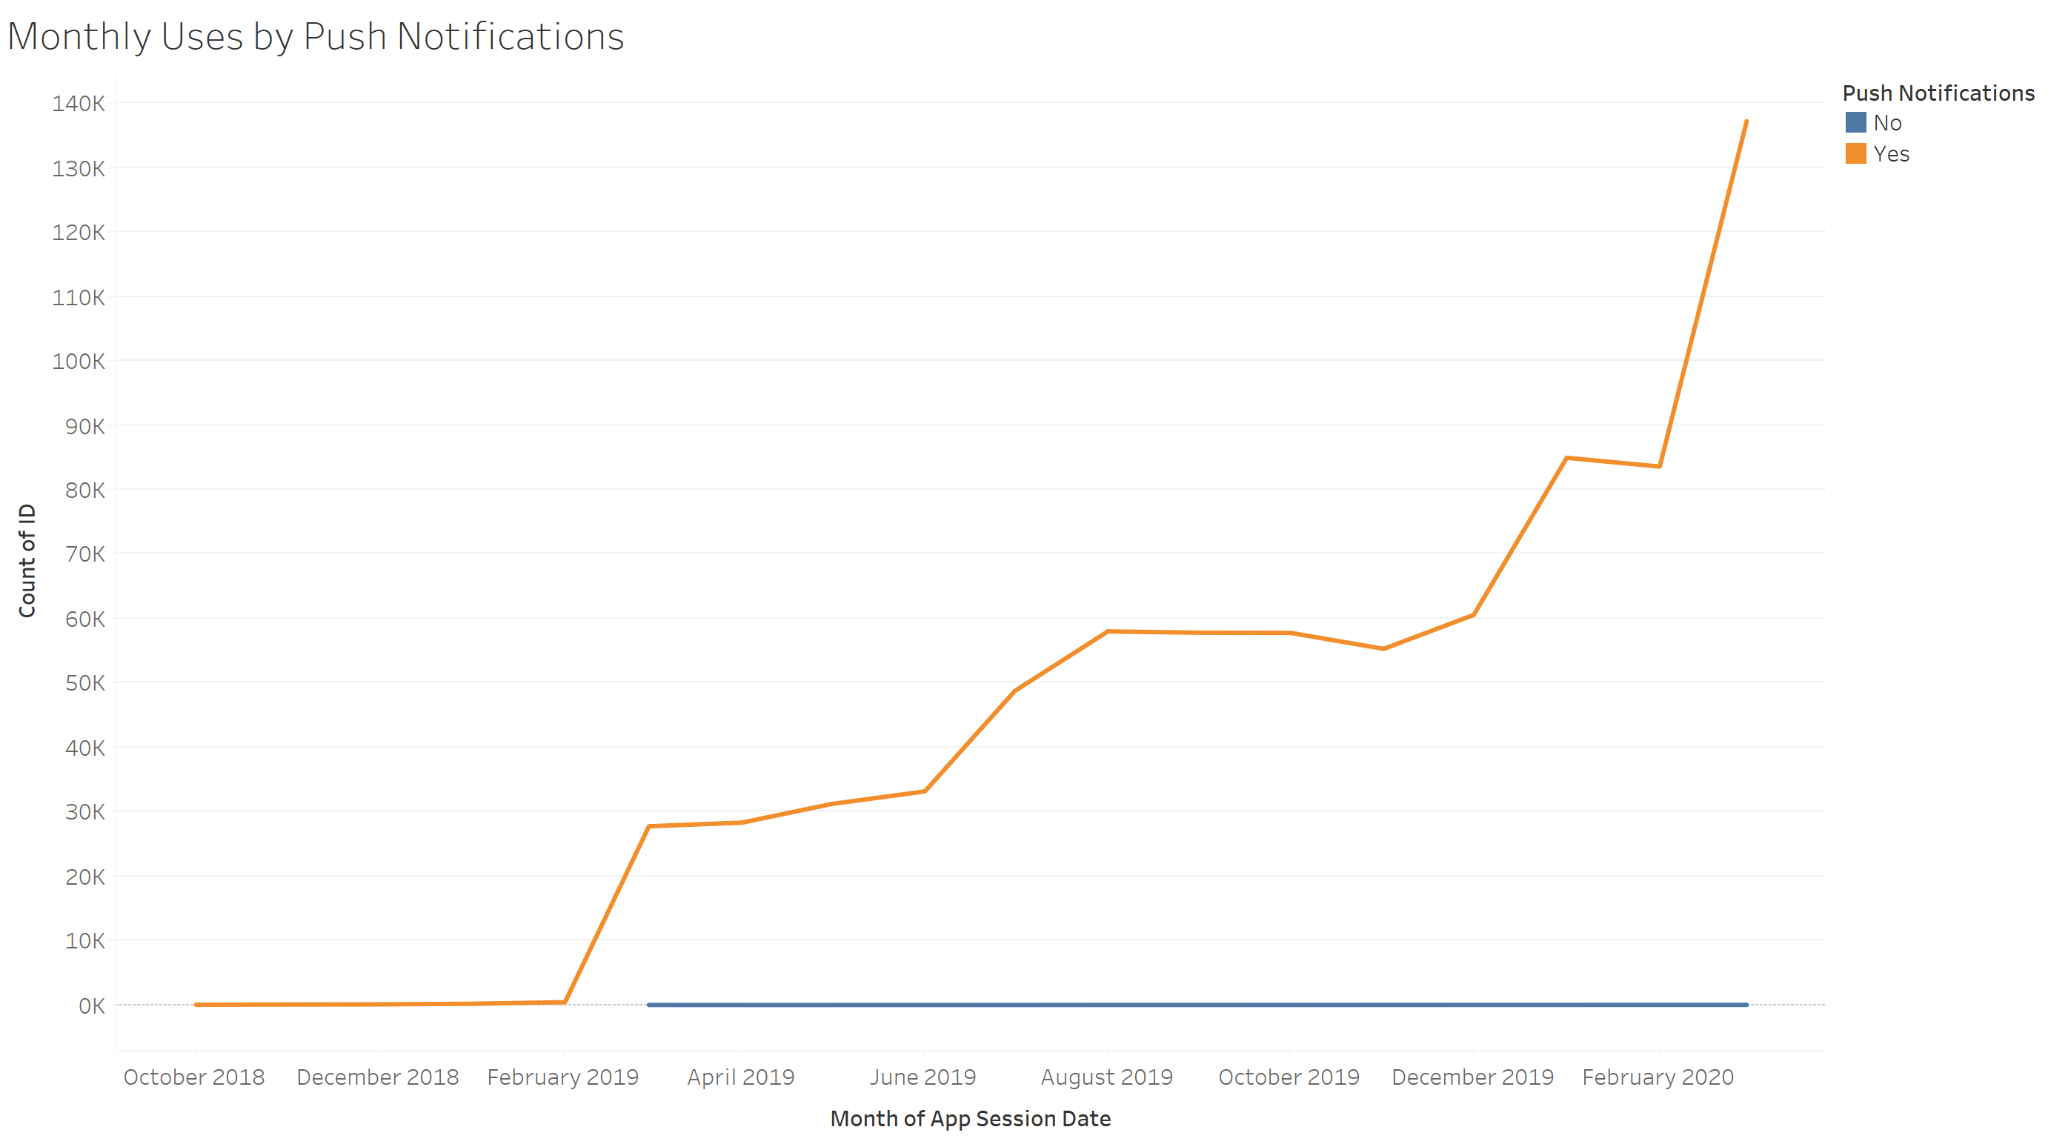 Monthly Uses by Push Notifications
Push Notifications
No
Yes
140K
130K
120K
110K
100K
90K
80K
70K
60K
50K
40K
30K
20K
10K
0K
Count of ID
October 2018
December 2018
February 2019
April 2019
June 2019
August 2019
October 2019
December 2019
February 2020
Month of App Session Date